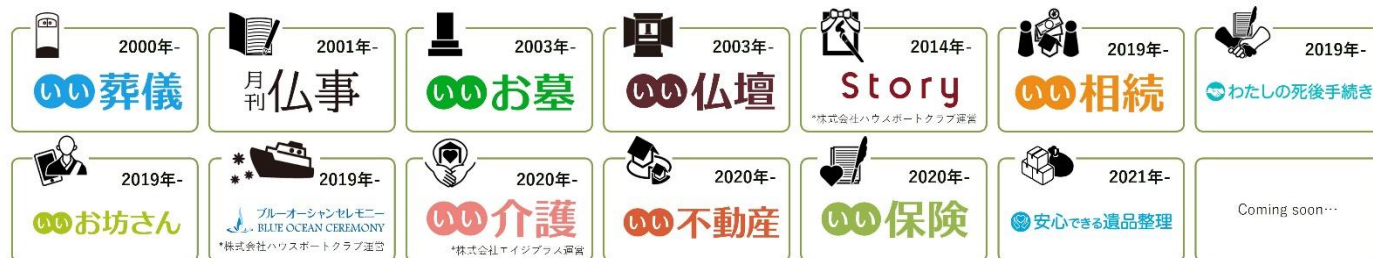 2000年-
いい葬儀
2001年-
月刊仏事
2003年-
いいお墓
2003年-
いい仏壇
2014年-
Story
*株式会社ハウスボートクラブ運営
2019年-
いい相続
2019年-
わたしの死後手続き
2019年-
いいお坊さん
2019年-
ブルーオーシャンセレモニー
BLUE OCEAN CEREMONY
*株式会社ハウスボートクラブ運営
2020年-
いい介護
*株式会社エイジプラス運営
2020年-
いい不動産
2020年-
いい保険
2021年-
安心できる遺品整理
Coming soon…